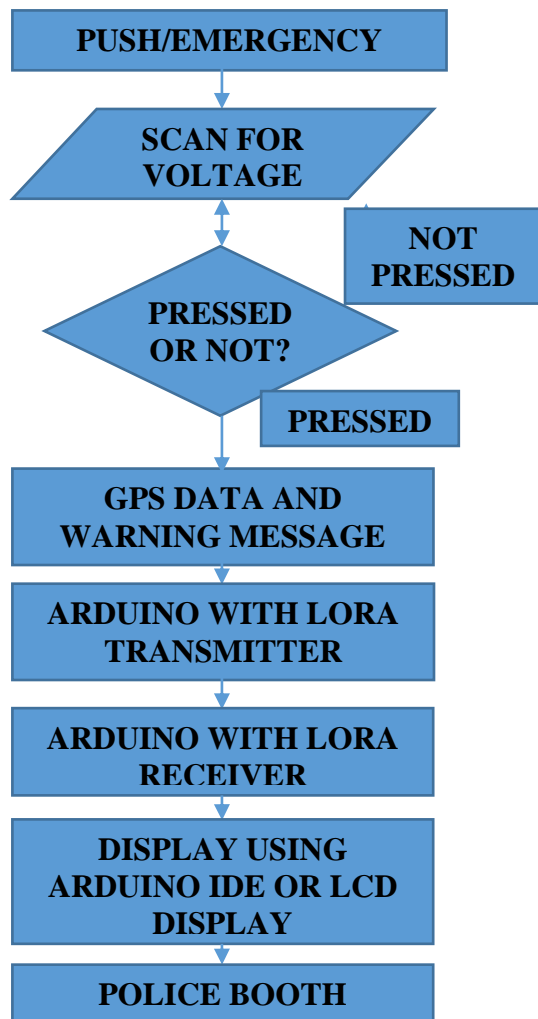 PUSH/EMERGENCY
SCAN FOR
VOLTAGE
NOT
PRESSED
PRESSED
OR NOT?
PRESSED
GPS DATA AND
WARNING MESSAGE
ARDUINO WITH LORA
TRANSMITTER
ARDUINO WITH LORA
RECEIVER
DISPLAY USING
ARDUINO IDE OR LCD
DISPLAY
POLICE BOOTH